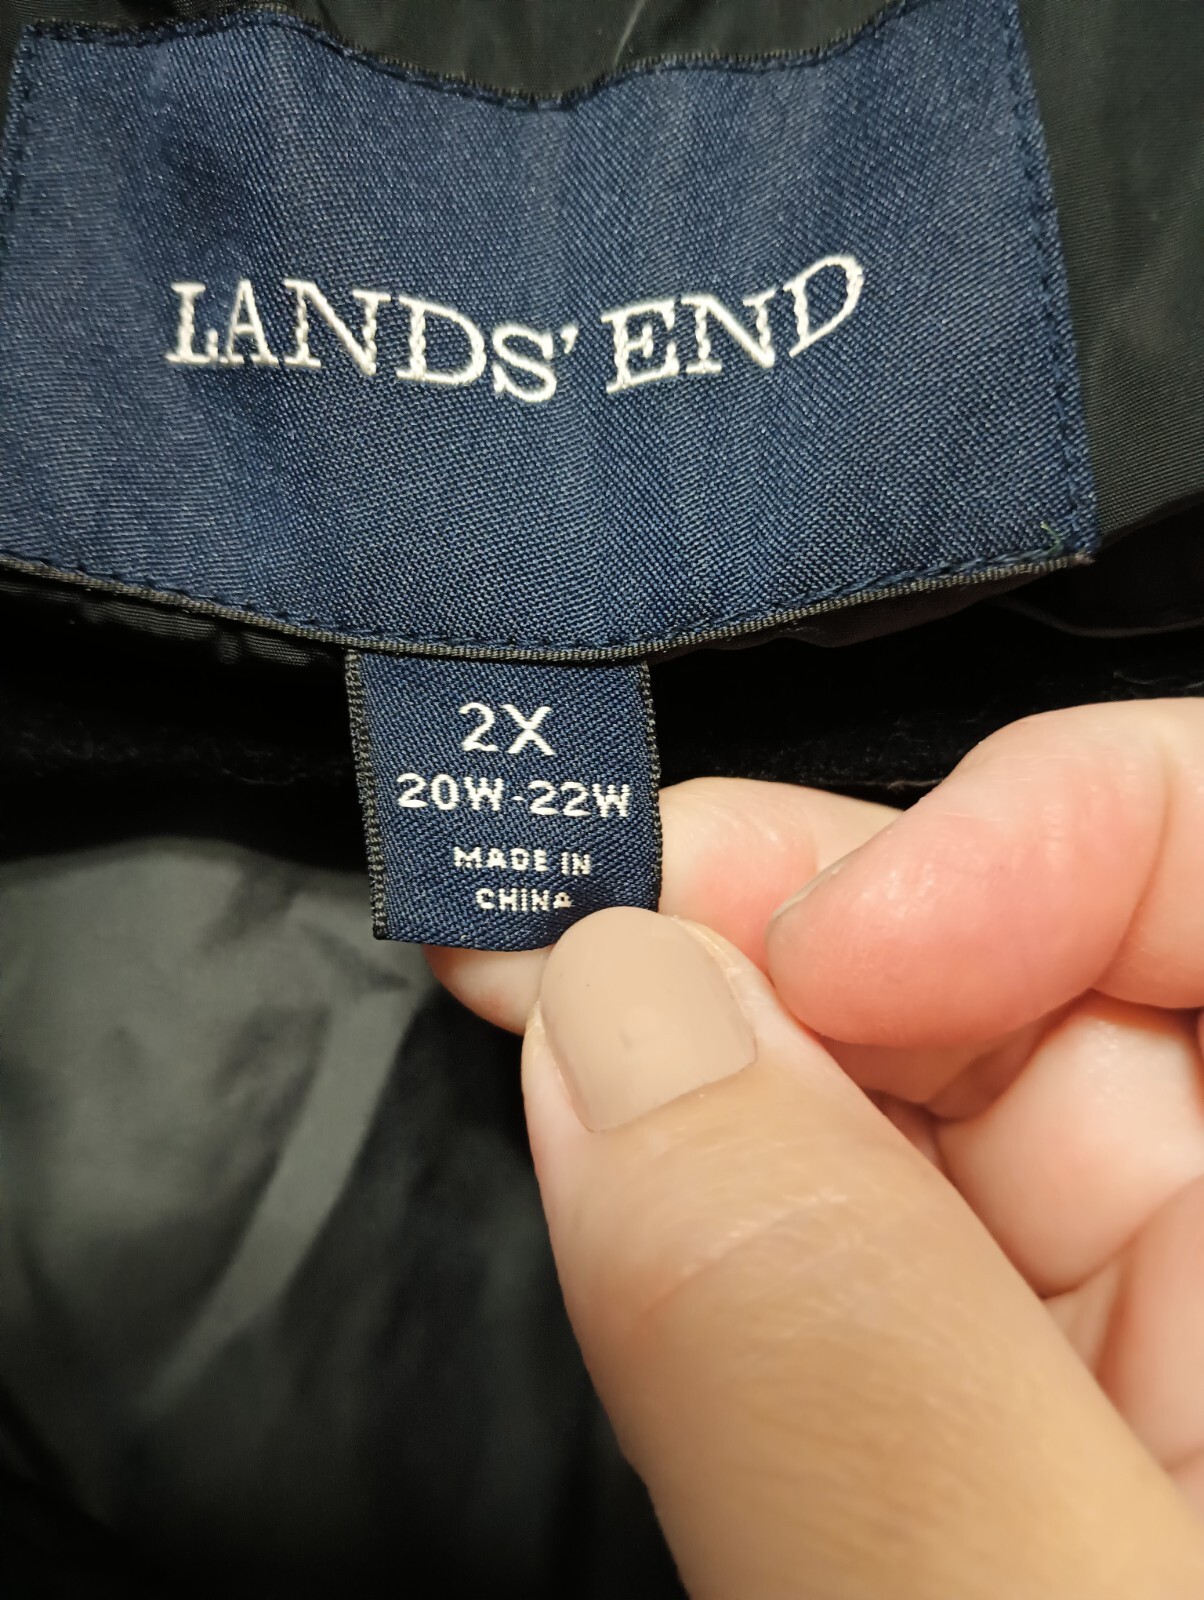 LANDS' END
2X
20W-22W
MADE IN
CHINA